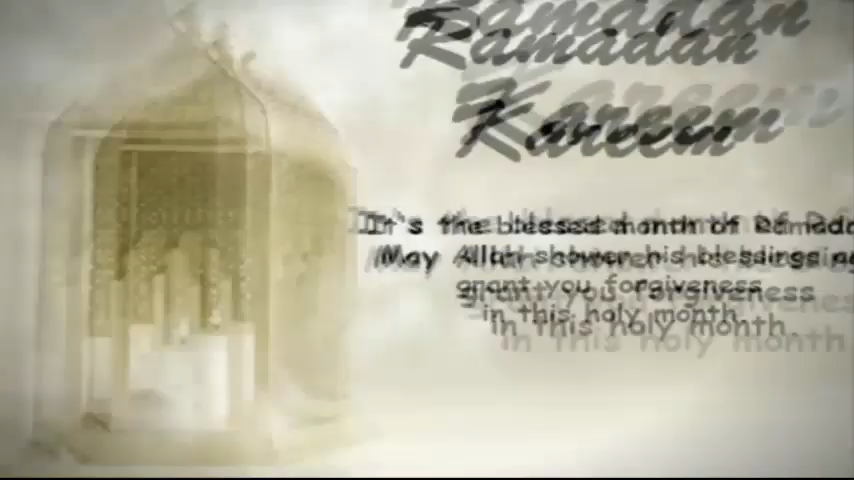 Ramadan
Kareem
It's the blessed month of Ramada
May Allah shower his blessings
grant you forgiveness
in this holy month.